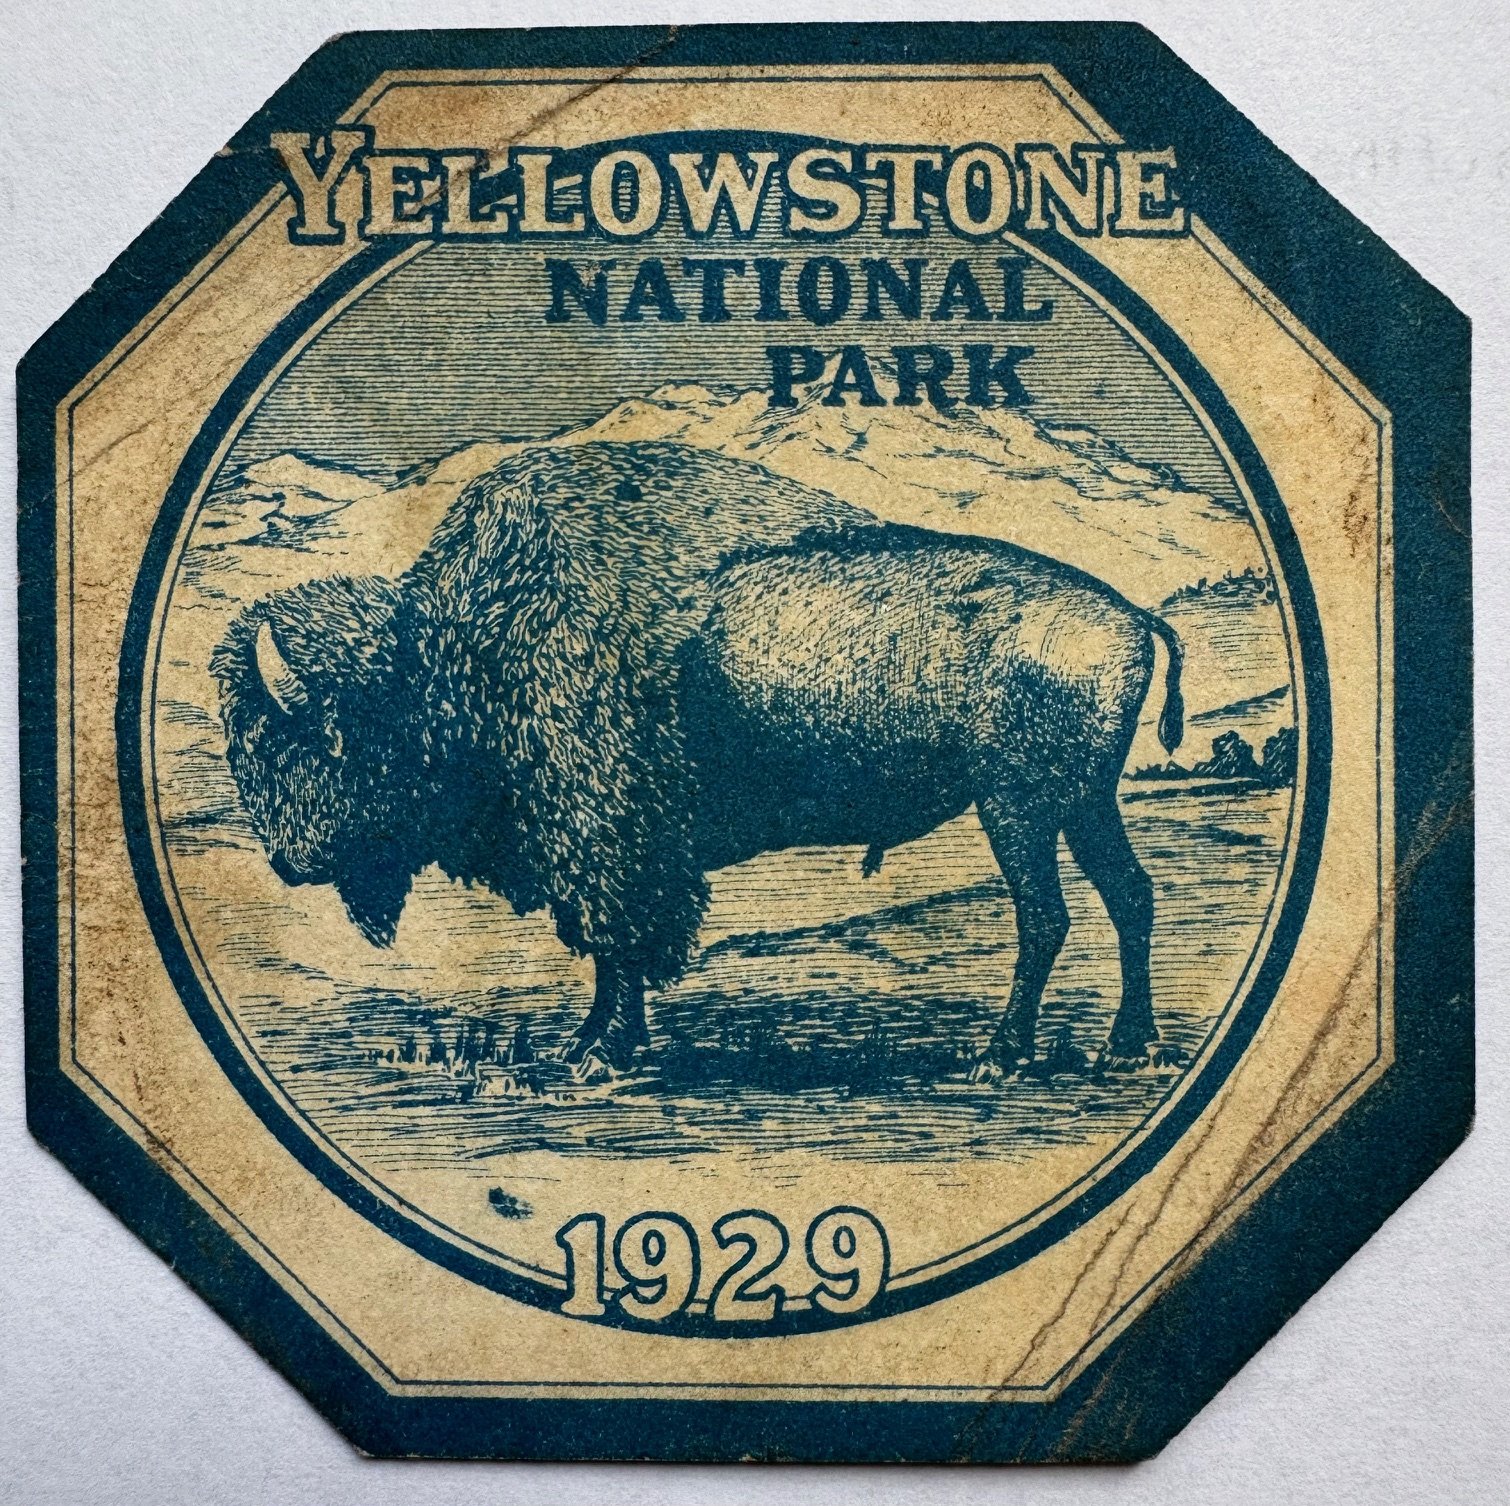 YELLOWSTONE
NATIONAL
PARK
1929